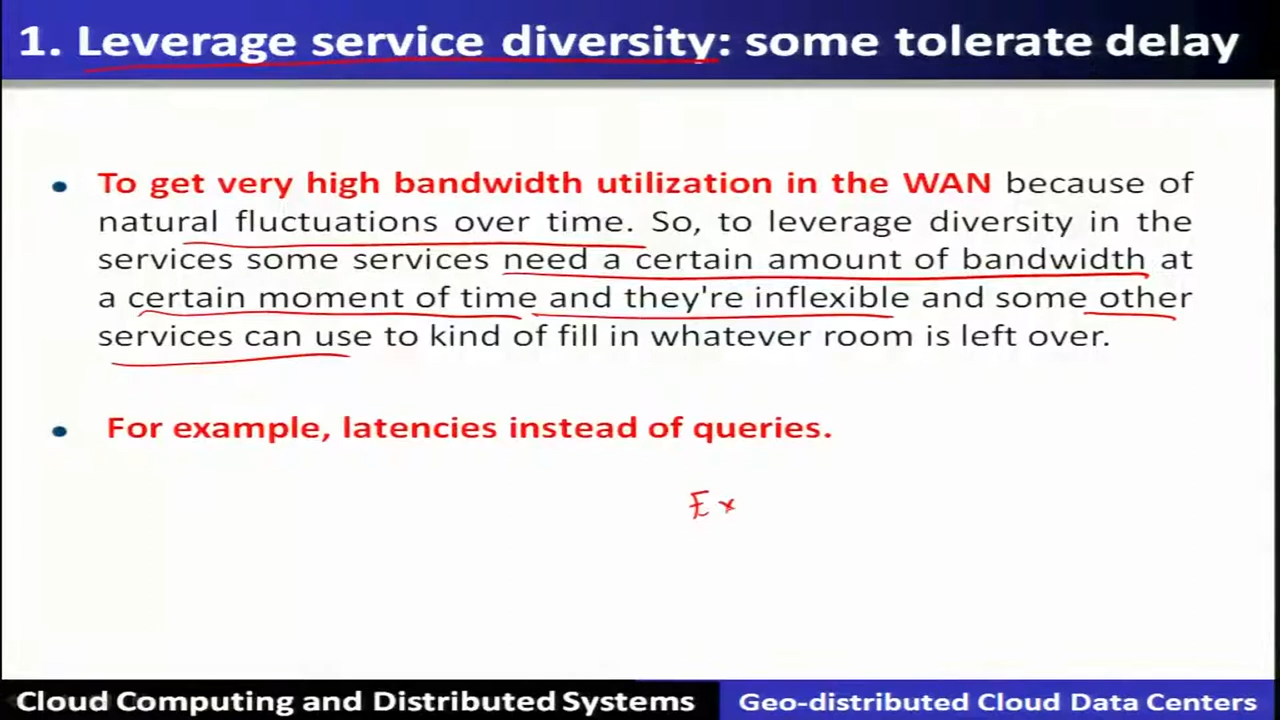 1. Leverage service diversity: some tolerate delay
• To get very high bandwidth utilization in the WAN because of
natural fluctuations over time. So, to leverage diversity in the
services some services need a certain amount of bandwidth at
a certain moment of time and they're inflexible and some other
services can use to kind of fill in whatever room is left over.
• For example, latencies instead of queries.
Ex
Cloud Computing and Distributed Systems
Geo-distributed Cloud Data Centers